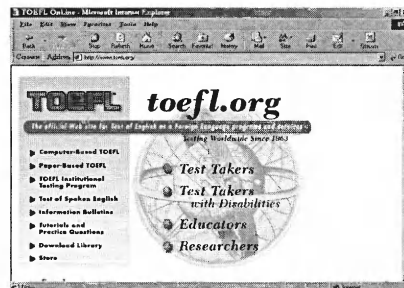 TOEFL OnLine - Microsoft Internet Explorer
File Edit View Favorites Tools Help
Back Stop Refresh Home Search Favorites History Mail Size Print Edit
Address http://www.toefl.org/
TOEFL
toefl.org
The official Web site for Test of English as a Foreign Language programs and services
Testing Worldwide Since 1963
Computer-Based TOEFL
Paper-Based TOEFL
TOEFL Institutional
Testing Program
Test of Spoken English
Information Bulletins
Tutorials and
Practice Questions
Download Library
Store
Test Takers
Test Takers
with Disabilities
Educators
Researchers